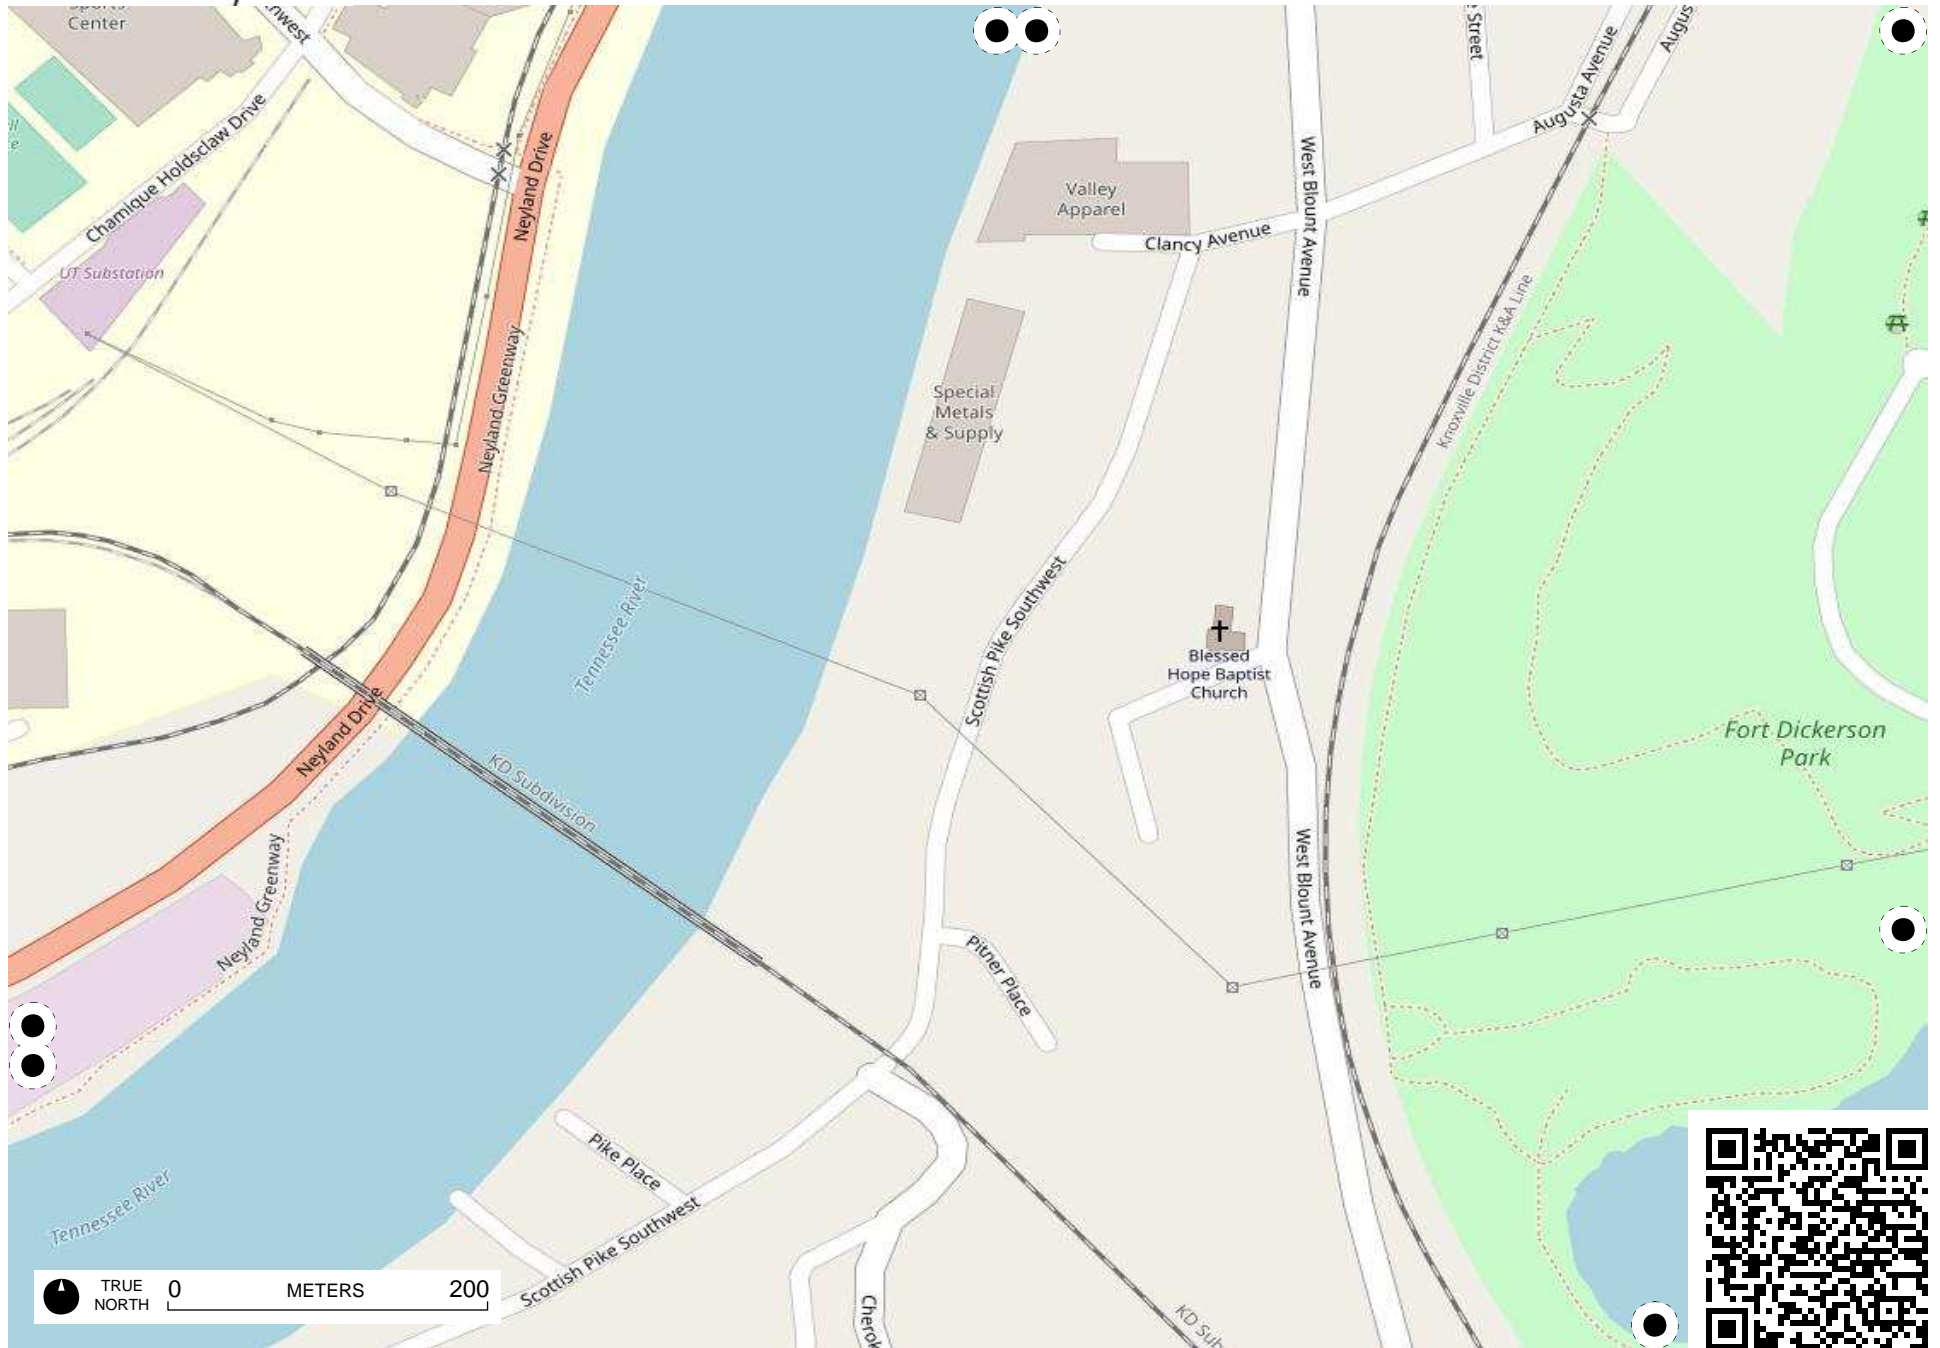 Sports
Center
Chamique Holdsclaw Drive
UT Substation
Neyland Drive
Neyland Greenway
Street
Augusta Avenue
Valley
Apparel
Clancy Avenue
West Blount Avenue
Knoxville District K&A Line
Special
Metals
& Supply
Scottish Pike Southwest
Tennessee River
Blessed
Hope Baptist
Church
Fort Dickerson
Park
Neyland Drive
KD Subdivision
Neyland Greenway
West Blount Avenue
Pitner Place
Pike Place
Tennessee River
Scottish Pike Southwest
TRUE
NORTH
0 METERS 200